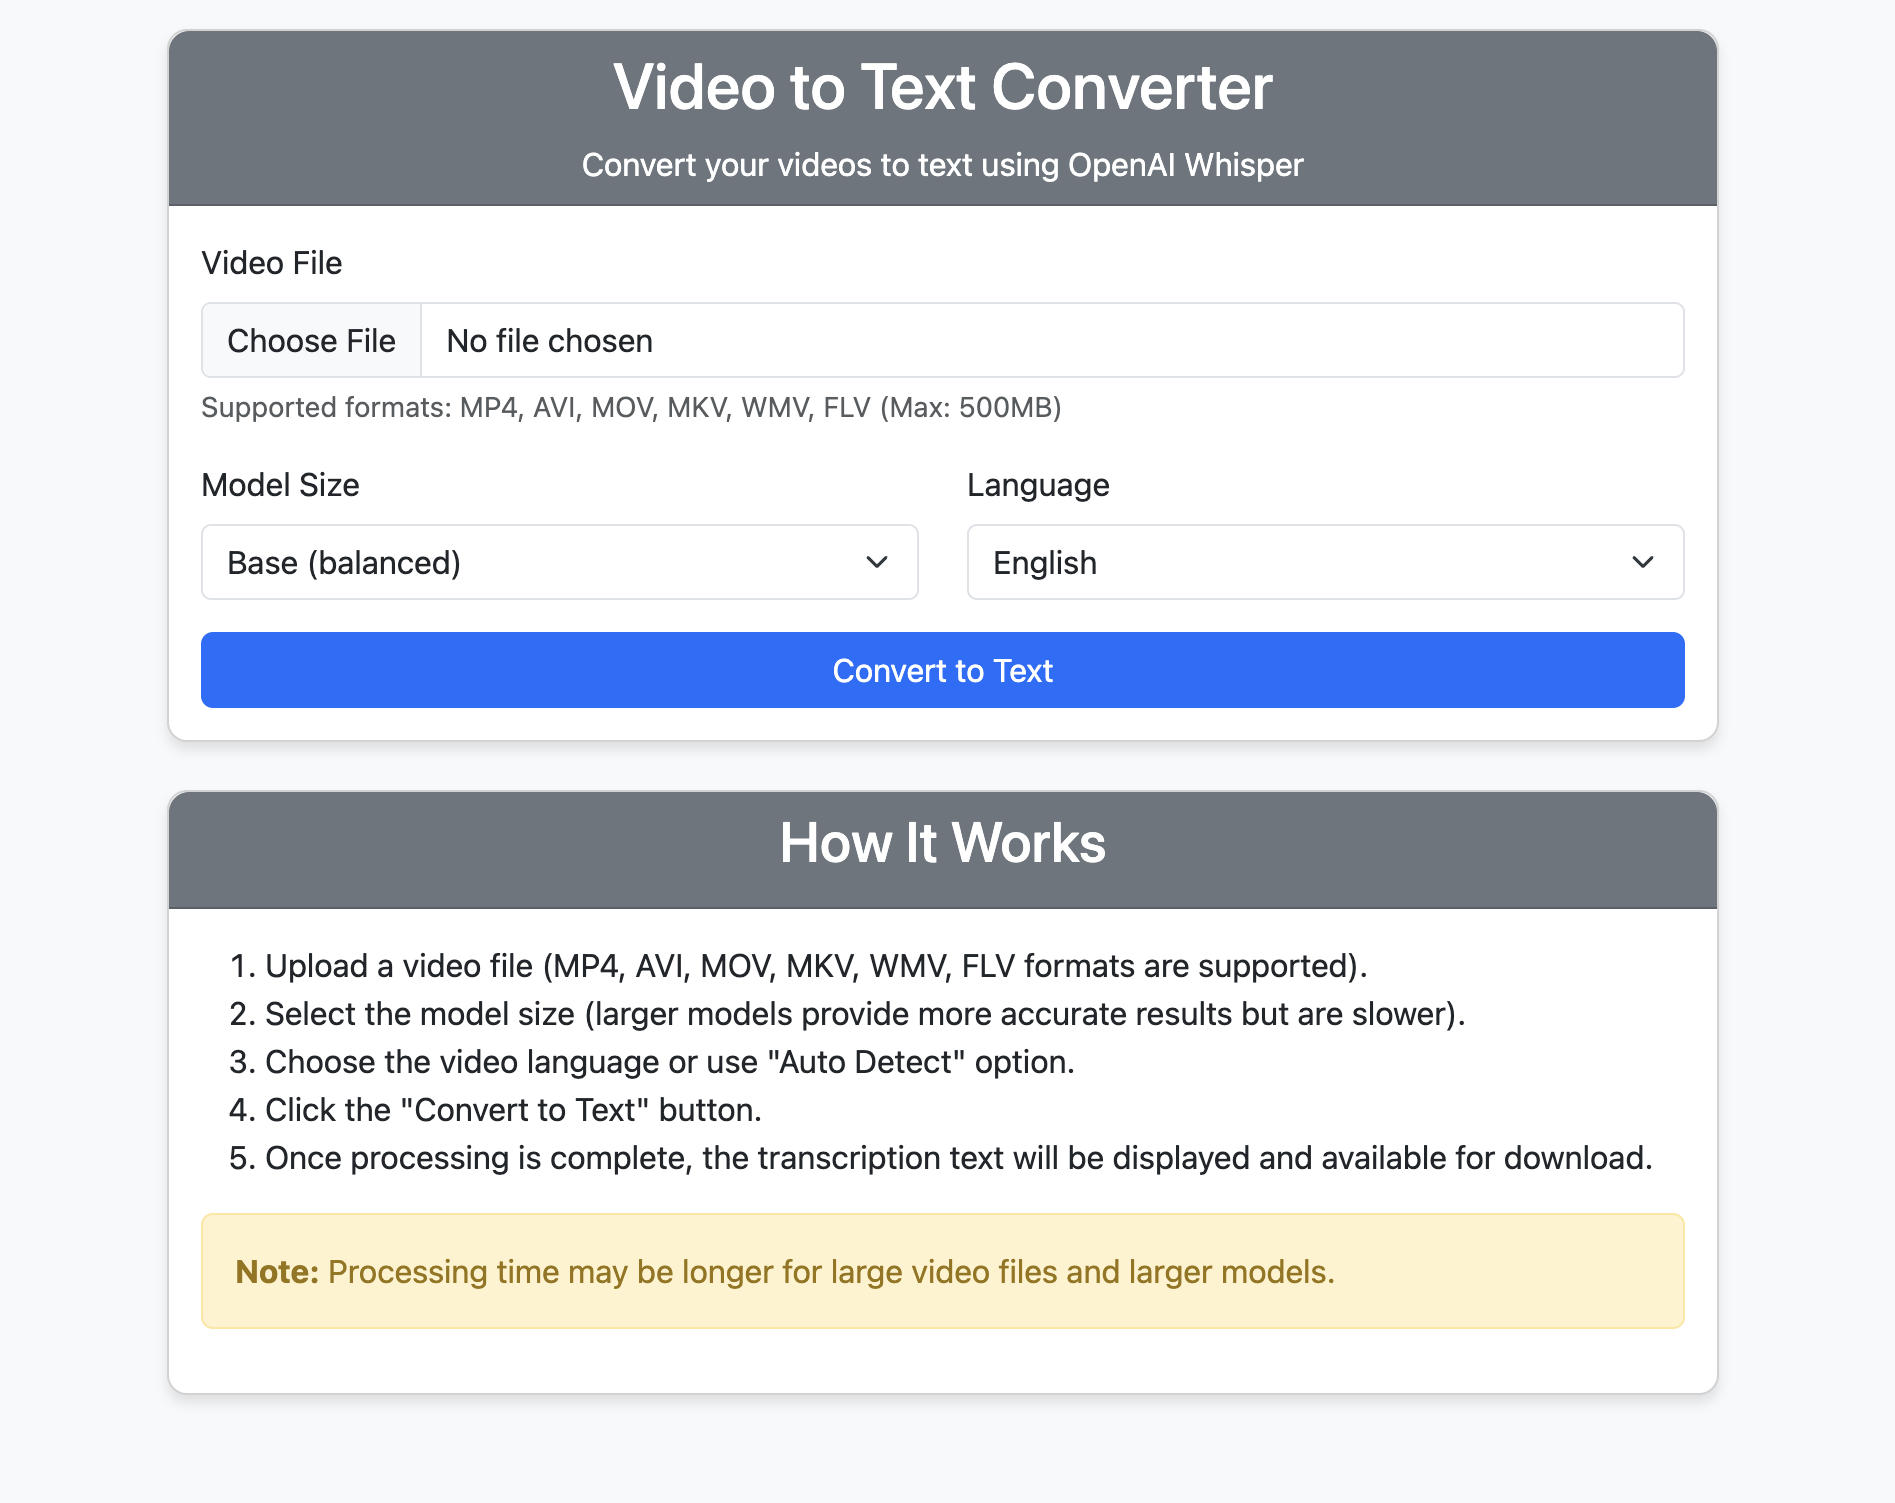 Video to Text Converter
Convert your videos to text using OpenAI Whisper
Video File
Choose File No file chosen
Supported formats: MP4, AVI, MOV, MKV, WMV, FLV (Max: 500MB)
Model Size Language
Base (balanced) English
Convert to Text
How It Works
1. Upload a video file (MP4, AVI, MOV, MKV, WMV, FLV formats are supported).
2. Select the model size (larger models provide more accurate results but are slower).
3. Choose the video language or use "Auto Detect" option.
4. Click the "Convert to Text" button.
5. Once processing is complete, the transcription text will be displayed and available for download.
Note: Processing time may be longer for large video files and larger models.